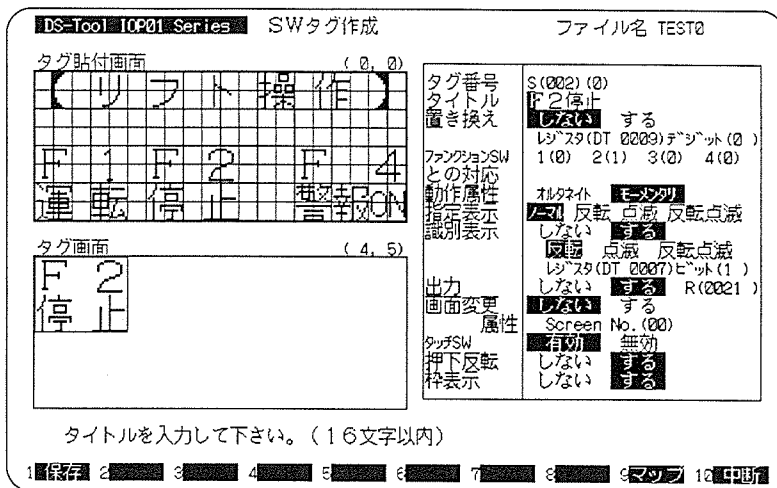 DS-Tool IOP01 Series SWタグ作成 ファイル名 TEST0
タグ貼付画面 ( 0, 0)
【リフト操作】
F1 F2 F4
運転 停止 警報ON
タグ画面 ( 4, 5)
F 2
停止
タグ番号 S(002)(0)
タイトル F2停止
置き換え しない する
レジスタ(DT 0009)デジット(0 )
ファンクションSW 1(0) 2(1) 3(0) 4(0)
との対応
動作属性 オルタネイト モーメンタリ
指定表示 ノーマル 反転 点滅 反転点滅
識別表示 しない する
反転 点滅 反転点滅
レジスタ(DT 0007)ビット(1 )
出力 しない する R(0021 )
画面変更 しない する
属性 Screen No.(00)
タッチSW 有効 無効
押下反転 しない する
枠表示 しない する
タイトルを入力して下さい。(16文字以内)
1 保存 2 3 4 5 6 7 8 9 マップ 10 中断